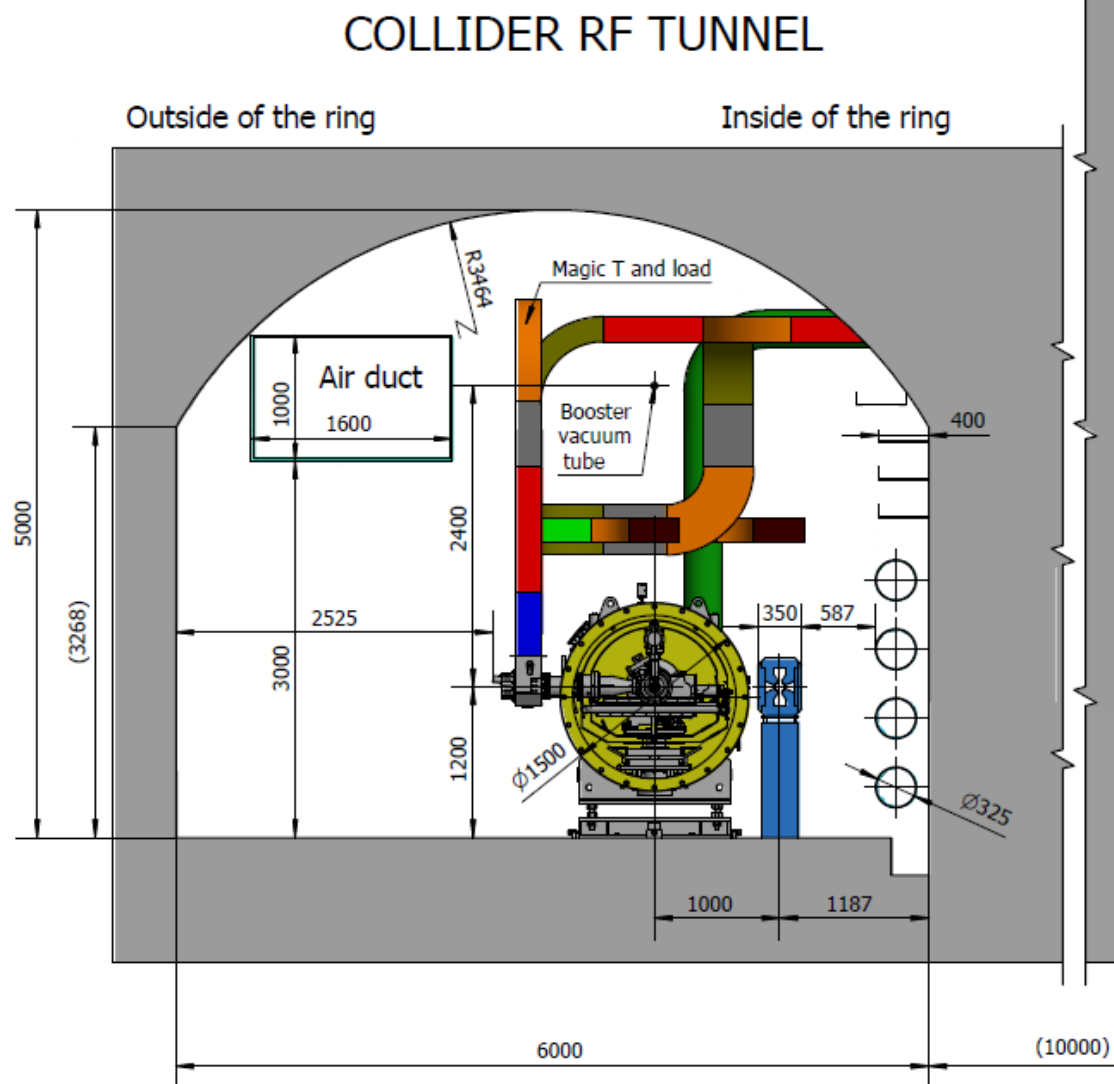 COLLIDER RF TUNNEL
Outside of the ring
Inside of the ring
R3464
Magic T and load
Air duct
1000
1600
Booster
vacuum
tube
400
5000
(3268)
2400
2525
3000
350
587
1200
Ø1500
Ø325
1000
1187
6000
(10000)